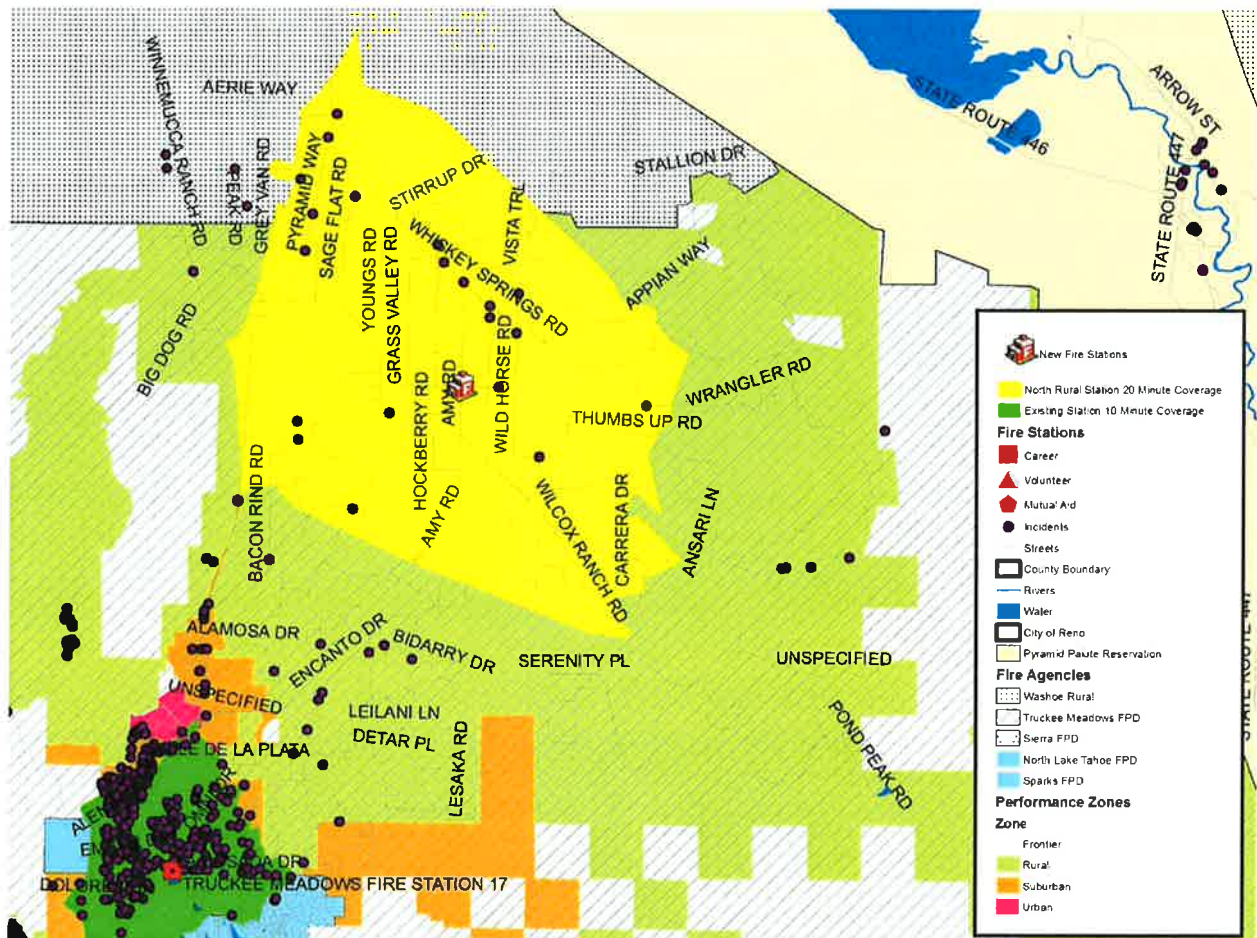 WINNEMUCCA RANCH RD
AERIE WAY
PEAK RD
GREY VAN RD
PYRAMID WAY
SAGE FLAT RD
STIRRUP DR
STALLION DR
STATE ROUTE 446
ARROW ST
STATE ROUTE 447
BIG DOG RD
YOUNGS RD
GRASS VALLEY RD
WHISKEY SPRINGS RD
VISTA TRL
APPIAN WAY
HOCKBERRY RD
AMY RD
WILD HORSE RD
THUMBS UP RD
WRANGLER RD
BACON RIND RD
AMY RD
WILCOX RANCH RD
CARRERA DR
ANSARI LN
ALAMOSA DR
ENCANTO DR
BIDARRY DR
SERENITY PL
UNSPECIFIED
UNSPECIFIED
LEILANI LN
DETAR PL
LESAKA RD
POND PEAK RD
DE LA PLATA
TRUCKEE MEADOWS FIRE STATION 17
New Fire Stations
North Rural Station 20 Minute Coverage
Existing Station 10 Minute Coverage
Fire Stations
Career
Volunteer
Mutual Aid
Incidents
Streets
County Boundary
Rivers
Water
City of Reno
Pyramid Paiute Reservation
Fire Agencies
Washoe Rural
Truckee Meadows FPD
Sierra FPD
North Lake Tahoe FPD
Sparks FPD
Performance Zones
Zone
Frontier
Rural
Suburban
Urban
STATE ROUTE 447